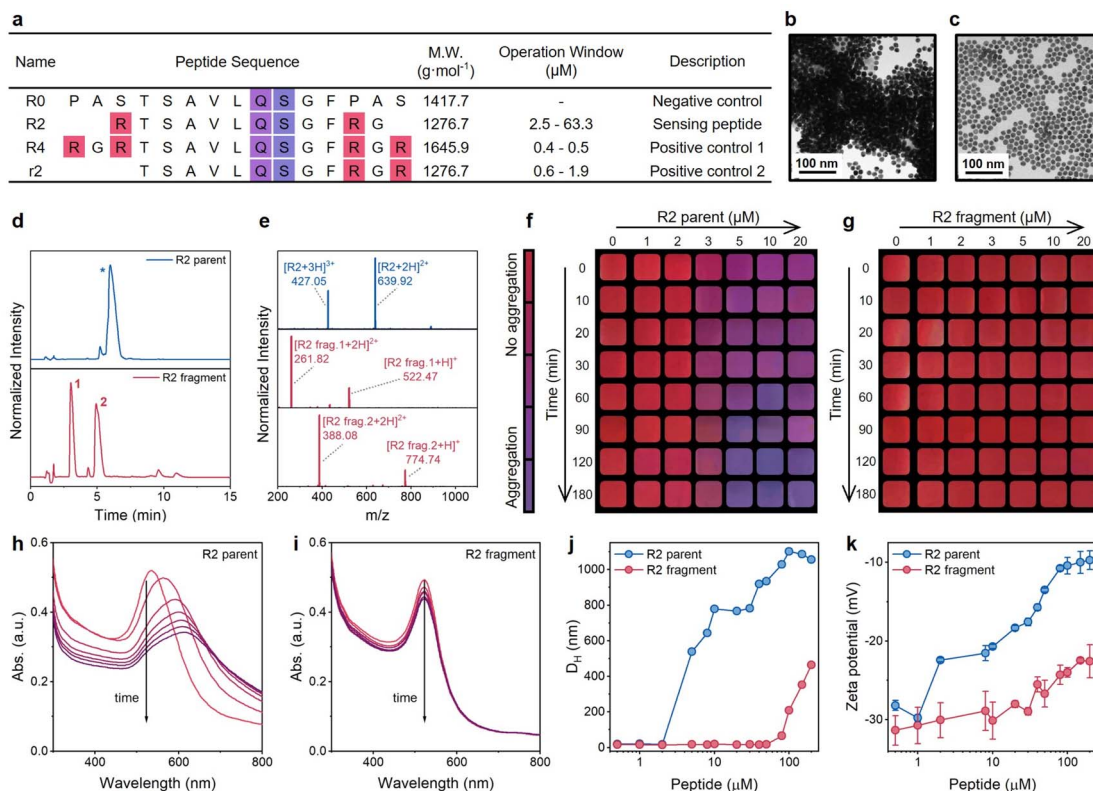 a
Name Peptide Sequence M.W. (g·mol⁻¹) Operation Window (µM) Description
R0 P A S T S A V L Q S G F P A S 1417.7 - Negative control
R2 R T S A V L Q S G F R G 1276.7 2.5 - 63.3 Sensing peptide
R4 R G R T S A V L Q S G F R G R 1645.9 0.4 - 0.5 Positive control 1
r2 T S A V L Q S G F R G R 1276.7 0.6 - 1.9 Positive control 2
b
100 nm
c
100 nm
d
Normalized Intensity
R2 parent
*
R2 fragment
1
2
0 5 10 15
Time (min)
e
Normalized Intensity
[R2+3H]³⁺
427.05
[R2+2H]²⁺
639.92
[R2 frag.1+2H]²⁺
261.82
[R2 frag.1+H]⁺
522.47
[R2 frag.2+2H]²⁺
388.08
[R2 frag.2+H]⁺
774.74
200 400 600 800 1000
m/z
No aggregation
Aggregation
f
R2 parent (µM)
0 1 2 3 5 10 20
Time (min)
0
10
20
30
60
90
120
180
g
R2 fragment (µM)
0 1 2 3 5 10 20
Time (min)
0
10
20
30
60
90
120
180
h
R2 parent
Abs. (a.u.)
0.6
0.4
0.2
0.0
time
400 500 600 700 800
Wavelength (nm)
i
R2 fragment
Abs. (a.u.)
0.6
0.4
0.2
0.0
time
400 500 600 700 800
Wavelength (nm)
j
R2 parent
R2 fragment
D_H (nm)
1000
800
600
400
200
0
1 10 100
Peptide (µM)
k
R2 parent
R2 fragment
Zeta potential (mV)
-10
-20
-30
1 10 100
Peptide (µM)